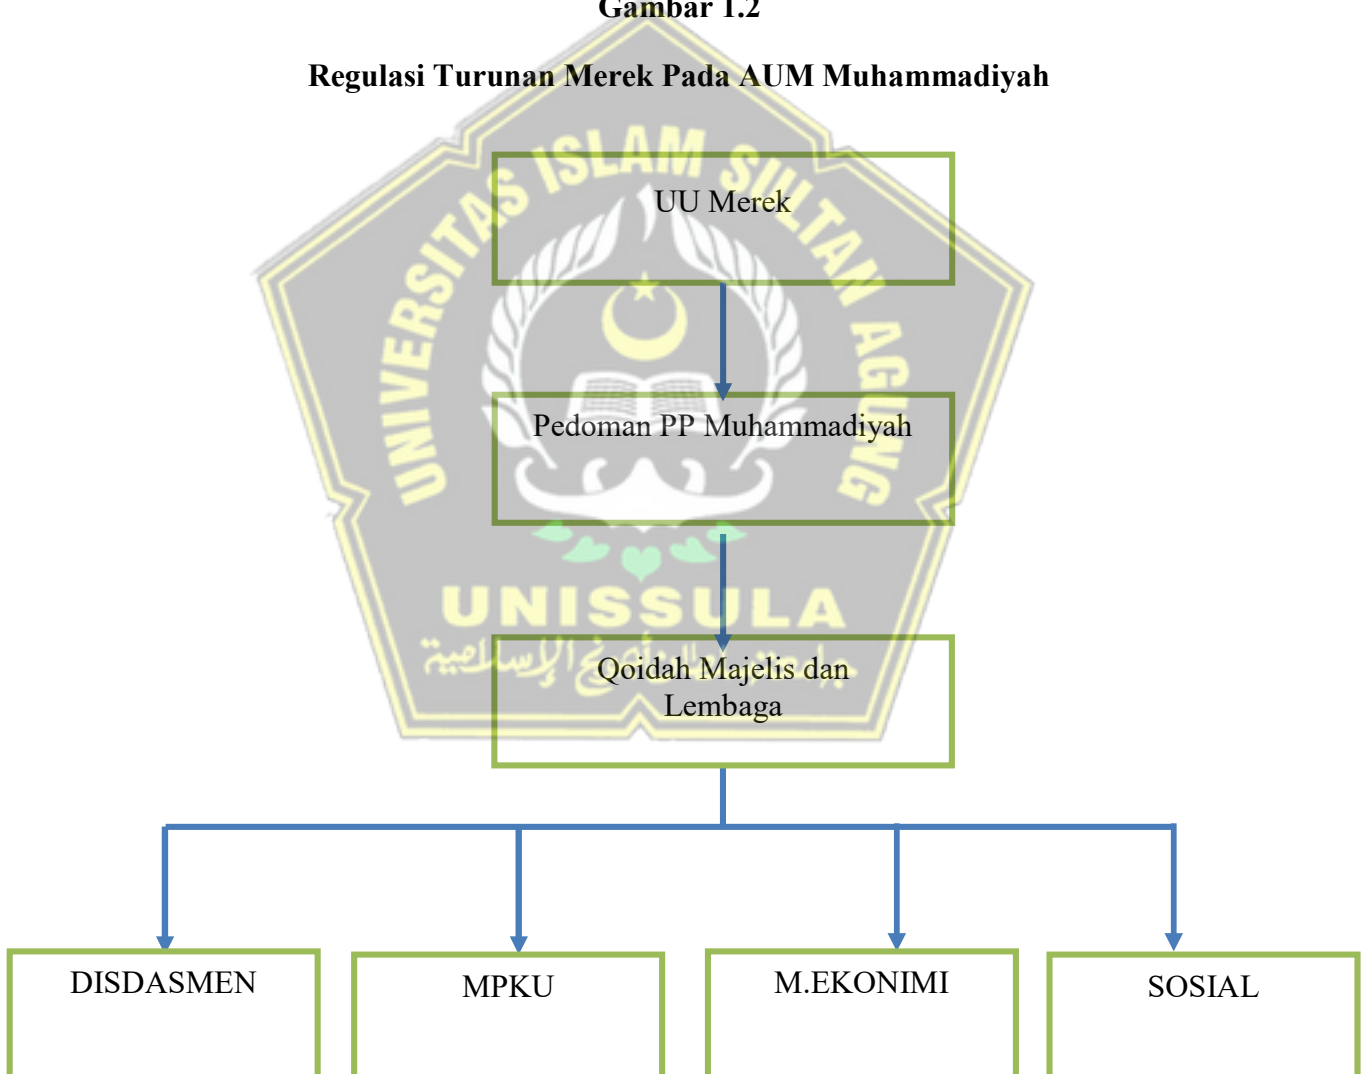 Gambar 1.2
Regulasi Turunan Merek Pada AUM Muhammadiyah
UNIVERSITAS ISLAM SULTAN AGUNG
UU Merek
Pedoman PP Muhammadiyah
UNISSULA
Qoidah Majelis dan
Lembaga
DISDASMEN
MPKU
M.EKONIMI
SOSIAL